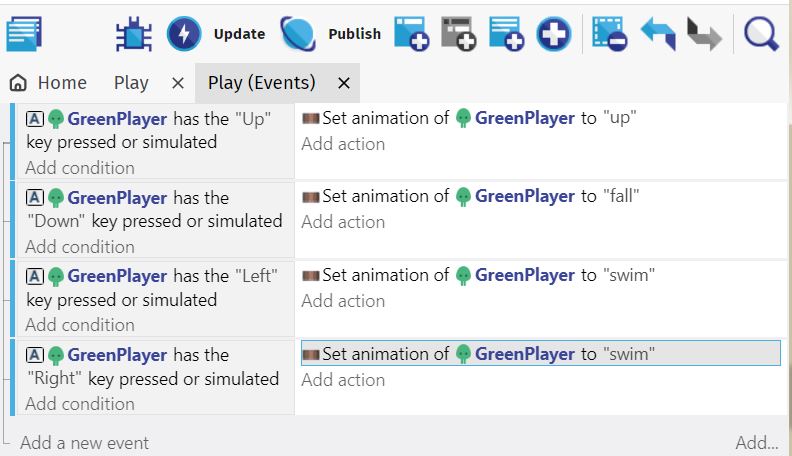 Update
Publish
Home
Play
Play (Events)
A GreenPlayer has the "Up"
key pressed or simulated
Add condition
Set animation of GreenPlayer to "up"
Add action
A GreenPlayer has the
"Down" key pressed or simulated
Add condition
Set animation of GreenPlayer to "fall"
Add action
A GreenPlayer has the "Left"
key pressed or simulated
Add condition
Set animation of GreenPlayer to "swim"
Add action
A GreenPlayer has the
"Right" key pressed or simulated
Add condition
Set animation of GreenPlayer to "swim"
Add action
Add a new event
Add...